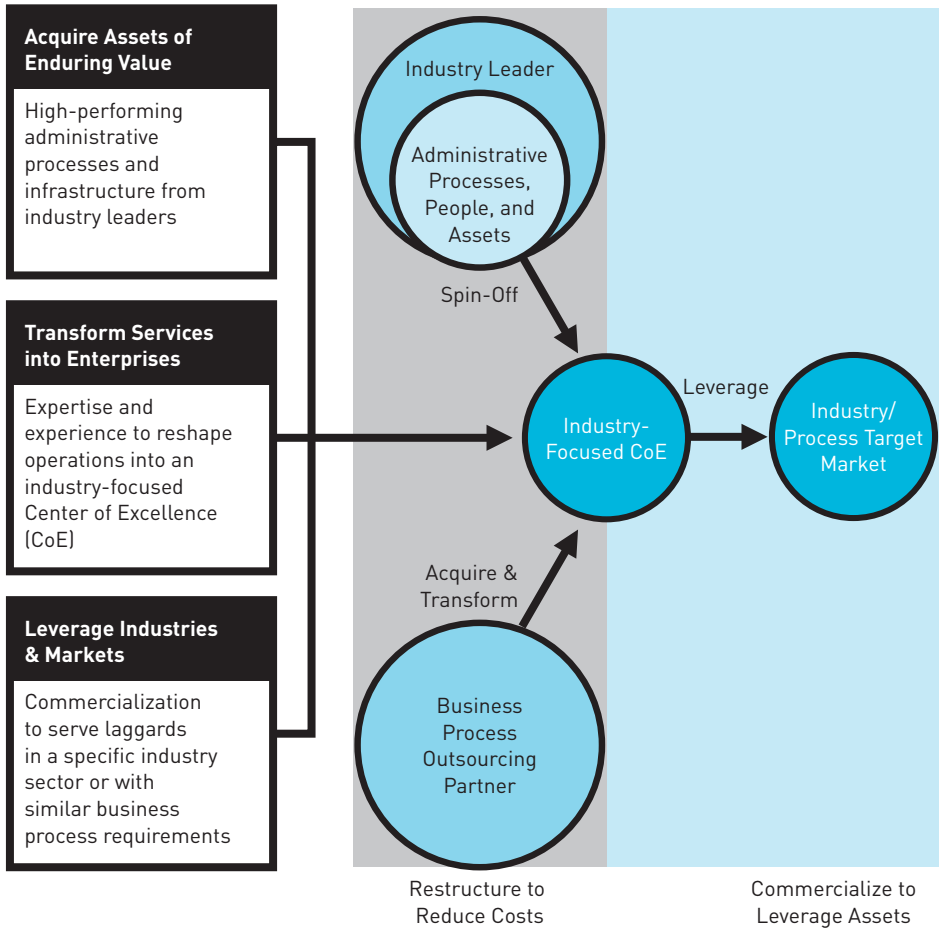 Acquire Assets of
Enduring Value
High-performing
administrative
processes and
infrastructure from
industry leaders
Transform Services
into Enterprises
Expertise and
experience to reshape
operations into an
industry-focused
Center of Excellence
(CoE)
Leverage Industries
& Markets
Commercialization
to serve laggards
in a specific industry
sector or with
similar business
process requirements
Industry Leader
Administrative
Processes,
People, and
Assets
Spin-Off
Industry-
Focused CoE
Leverage
Industry/
Process Target
Market
Acquire &
Transform
Business
Process
Outsourcing
Partner
Restructure to
Reduce Costs
Commercialize to
Leverage Assets